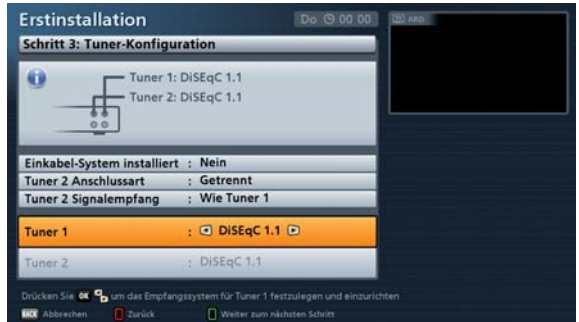 Erstinstallation
Do 00 00
ARD
Schritt 3: Tuner-Konfiguration
Tuner 1: DiSEqC 1.1
Tuner 2: DiSEqC 1.1
Einkabel-System installiert : Nein
Tuner 2 Anschlussart : Getrennt
Tuner 2 Signalempfang : Wie Tuner 1
Tuner 1 : DiSEqC 1.1
Tuner 2 : DiSEqC 1.1
Drücken Sie OK um das Empfangssystem für Tuner 1 festzulegen und einzurichten
BACK Abbrechen Zurück Weiter zum nächsten Schritt